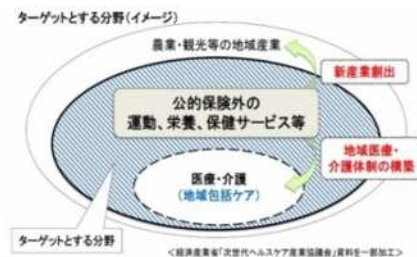 ターゲットとする分野(イメージ)
農業・観光等の地域産業
新産業創出
公的保険外の
運動、栄養、保健サービス等
地域医療・
介護体制の構築
医療・介護
(地域包括ケア)
ターゲットとする分野
<経済産業省「次世代ヘルスケア産業協議会」資料を一部加工>